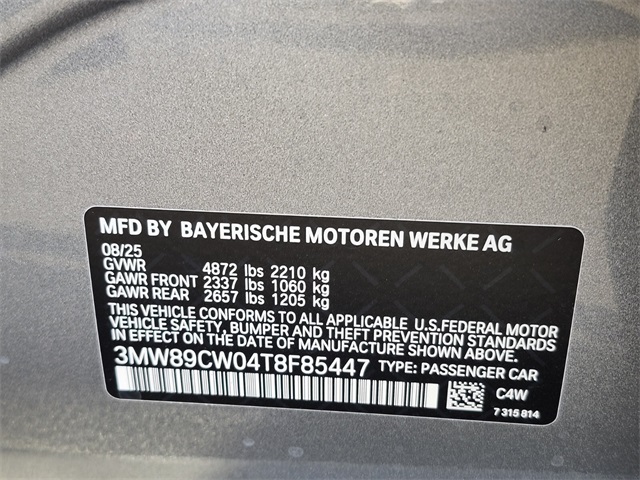 MFD BY BAYERISCHE MOTOREN WERKE AG
08/25
GVWR 4872 lbs 2210 kg
GAWR FRONT 2337 lbs 1060 kg
GAWR REAR 2657 lbs 1205 kg
THIS VEHICLE CONFORMS TO ALL APPLICABLE U.S.FEDERAL MOTOR
VEHICLE SAFETY, BUMPER AND THEFT PREVENTION STANDARDS
IN EFFECT ON THE DATE OF MANUFACTURE SHOWN ABOVE.
3MW89CW04T8F85447 TYPE: PASSENGER CAR
C4W
7 315 814